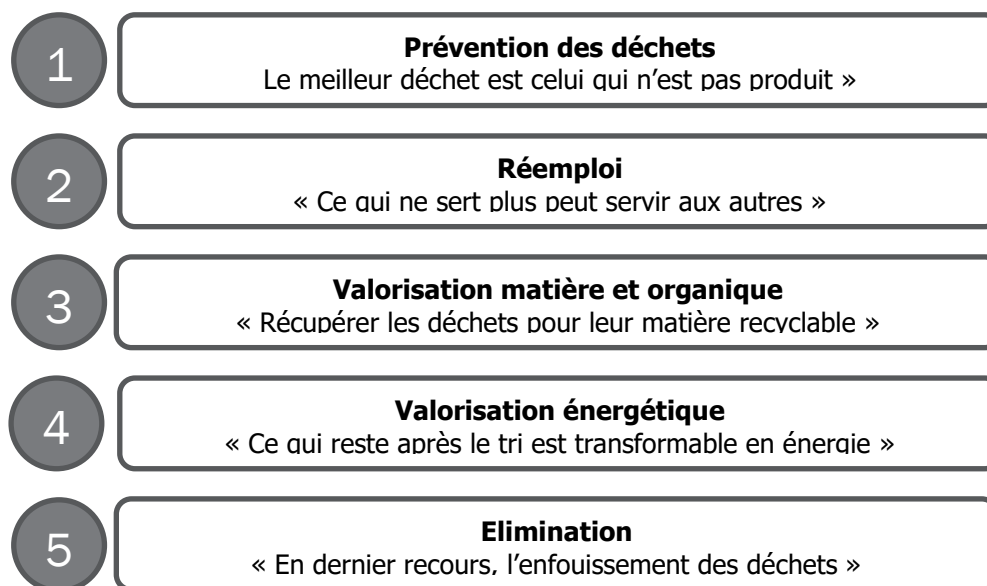 1
Prévention des déchets
Le meilleur déchet est celui qui n’est pas produit »
2
Réemploi
« Ce qui ne sert plus peut servir aux autres »
3
Valorisation matière et organique
« Récupérer les déchets pour leur matière recyclable »
4
Valorisation énergétique
« Ce qui reste après le tri est transformable en énergie »
5
Elimination
« En dernier recours, l’enfouissement des déchets »